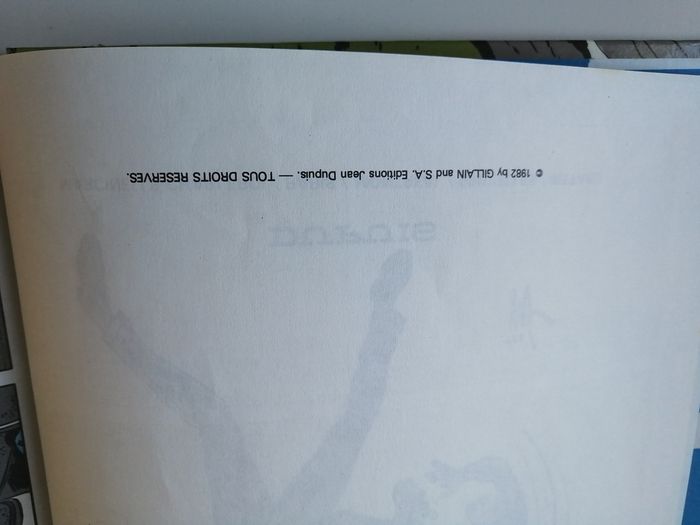 © 1982 by GILLAIN and S.A. Editions Jean Dupuis. — TOUS DROITS RESERVES.